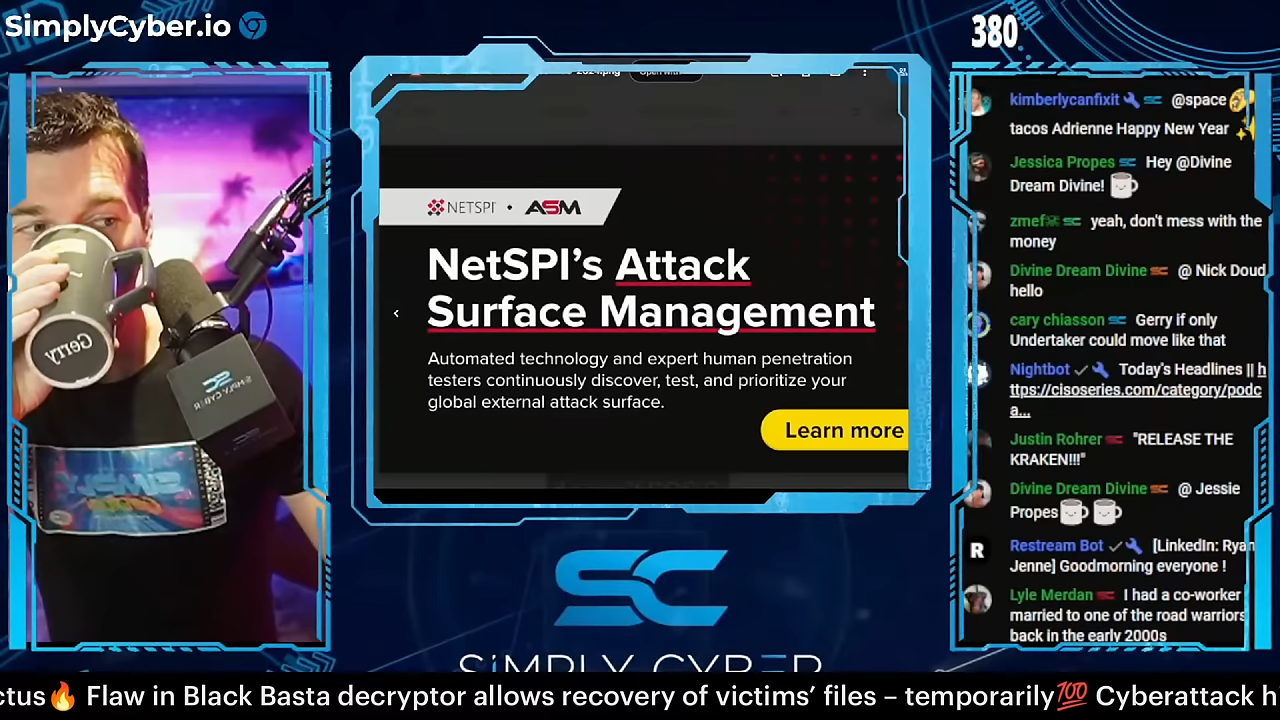 SimplyCyber.io
380
NETSPI • ASM
NetSPI's Attack
Surface Management
Automated technology and expert human penetration
testers continuously discover, test, and prioritize your
global external attack surface.
Learn more
Gerry
SIMPLY
kimberlycanfixit @space
tacos Adrienne Happy New Year
Jessica Propes Hey @Divine
Dream Divine!
zmef yeah, don't mess with the
money
Divine Dream Divine @ Nick Doud
hello
cary chiasson Gerry if only
Undertaker could move like that
Nightbot Today's Headlines || h
ttps://cisoseries.com/category/podc
a...
Justin Rohrer "RELEASE THE
KRAKEN!!!"
Divine Dream Divine @ Jessie
Propes
R Restream Bot [LinkedIn: Ryan
Jenne] Goodmorning everyone !
Lyle Merdan I had a co-worker
married to one of the road warriors
back in the early 2000s
SC
SIMPLY CYBER
ctus🔥 Flaw in Black Basta decryptor allows recovery of victims' files – temporarily💯 Cyberattack h